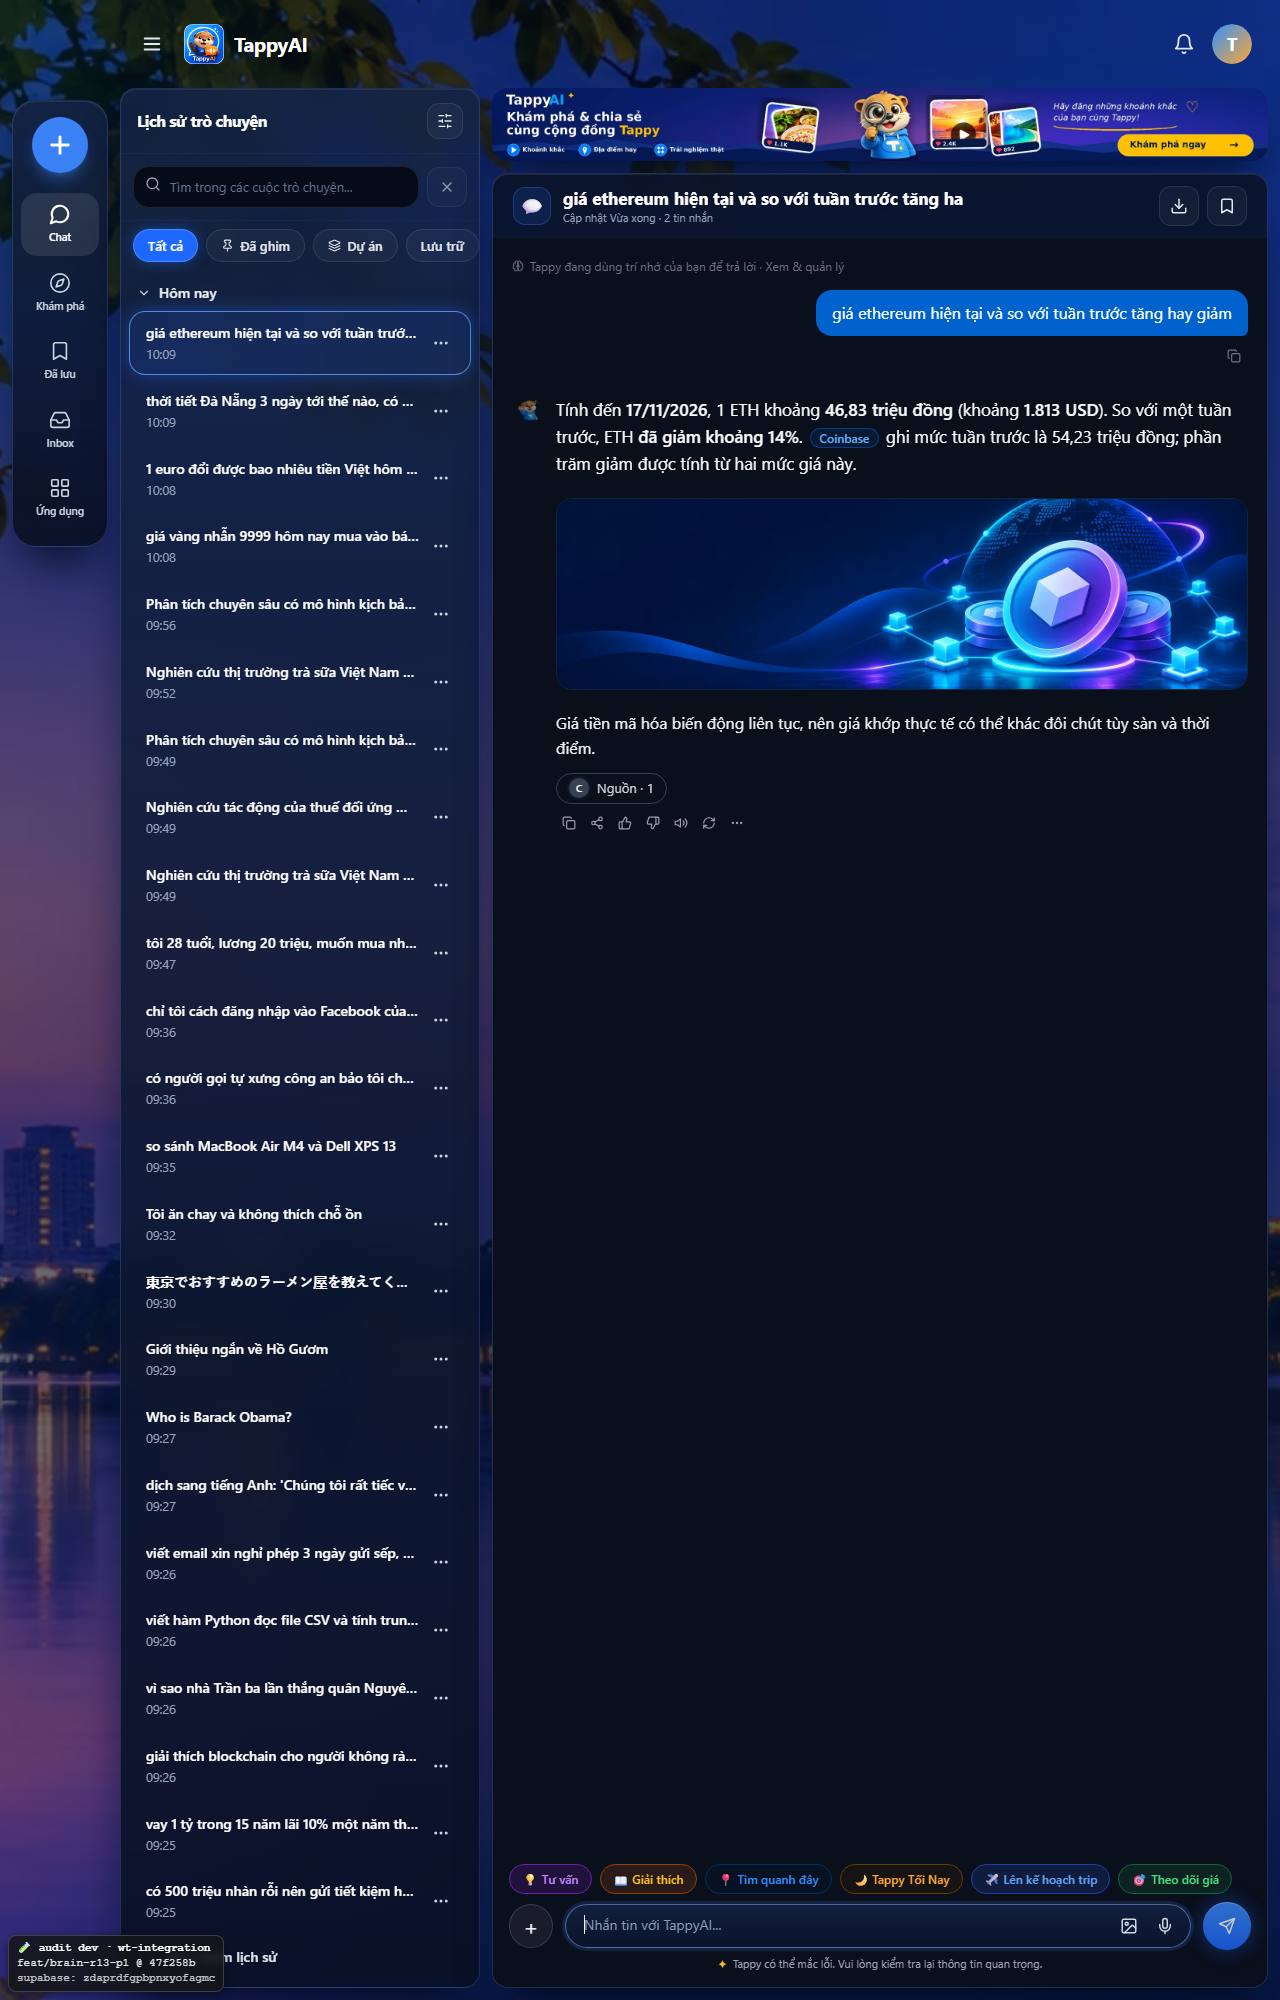 TappyAI
T
Chat
Khám phá
Đã lưu
Inbox
Ứng dụng
Lịch sử trò chuyện
Tìm trong các cuộc trò chuyện...
Tất cả
Đã ghim
Dự án
Lưu trữ
Hôm nay
giá ethereum hiện tại và so với tuần trướ...
10:09
thời tiết Đà Nẵng 3 ngày tới thế nào, có ...
10:09
1 euro đổi được bao nhiêu tiền Việt hôm ...
10:08
giá vàng nhẫn 9999 hôm nay mua vào bá...
10:08
Phân tích chuyên sâu có mô hình kịch bả...
09:56
Nghiên cứu thị trường trà sữa Việt Nam ...
09:52
Phân tích chuyên sâu có mô hình kịch bả...
09:49
Nghiên cứu tác động của thuế đối ứng ...
09:49
Nghiên cứu thị trường trà sữa Việt Nam ...
09:49
tôi 28 tuổi, lương 20 triệu, muốn mua nh...
09:47
chỉ tôi cách đăng nhập vào Facebook của...
09:36
có người gọi tự xưng công an bảo tôi ch...
09:36
so sánh MacBook Air M4 và Dell XPS 13
09:35
Tôi ăn chay và không thích chỗ ồn
09:32
東京でおすすめのラーメン屋を教えてく...
09:30
Giới thiệu ngắn về Hồ Gươm
09:29
Who is Barack Obama?
09:27
dịch sang tiếng Anh: 'Chúng tôi rất tiếc v...
09:27
viết email xin nghỉ phép 3 ngày gửi sếp, ...
09:26
viết hàm Python đọc file CSV và tính trun...
09:26
vì sao nhà Trần ba lần thắng quân Nguyê...
09:26
giải thích blockchain cho người không rà...
09:26
vay 1 tỷ trong 15 năm lãi 10% một năm th...
09:25
có 500 triệu nhàn rỗi nên gửi tiết kiệm h...
09:25
lịch sử
audit dev · wt-integration
feat/brain-r13-p1 @ 47f258b
supabase: zdaprdfgpbpnxyofagmc
TappyAI
Khám phá & chia sẻ
cùng cộng đồng Tappy
Khoảnh khắc
Địa điểm hay
Trải nghiệm thật
1.1K
2.4K
892
Hãy đăng những khoảnh khắc
của bạn cùng Tappy!
Khám phá ngay →
giá ethereum hiện tại và so với tuần trước tăng ha
Cập nhật Vừa xong · 2 tin nhắn
Tappy đang dùng trí nhớ của bạn để trả lời · Xem & quản lý
giá ethereum hiện tại và so với tuần trước tăng hay giảm
Tính đến 17/11/2026, 1 ETH khoảng 46,83 triệu đồng (khoảng 1.813 USD). So với một tuần
trước, ETH đã giảm khoảng 14%. Coinbase ghi mức tuần trước là 54,23 triệu đồng; phần
trăm giảm được tính từ hai mức giá này.
Giá tiền mã hóa biến động liên tục, nên giá khớp thực tế có thể khác đôi chút tùy sàn và thời
điểm.
C Nguồn · 1
Tư vấn
Giải thích
Tìm quanh đây
Tappy Tối Nay
Lên kế hoạch trip
Theo dõi giá
Nhắn tin với TappyAI...
Tappy có thể mắc lỗi. Vui lòng kiểm tra lại thông tin quan trọng.